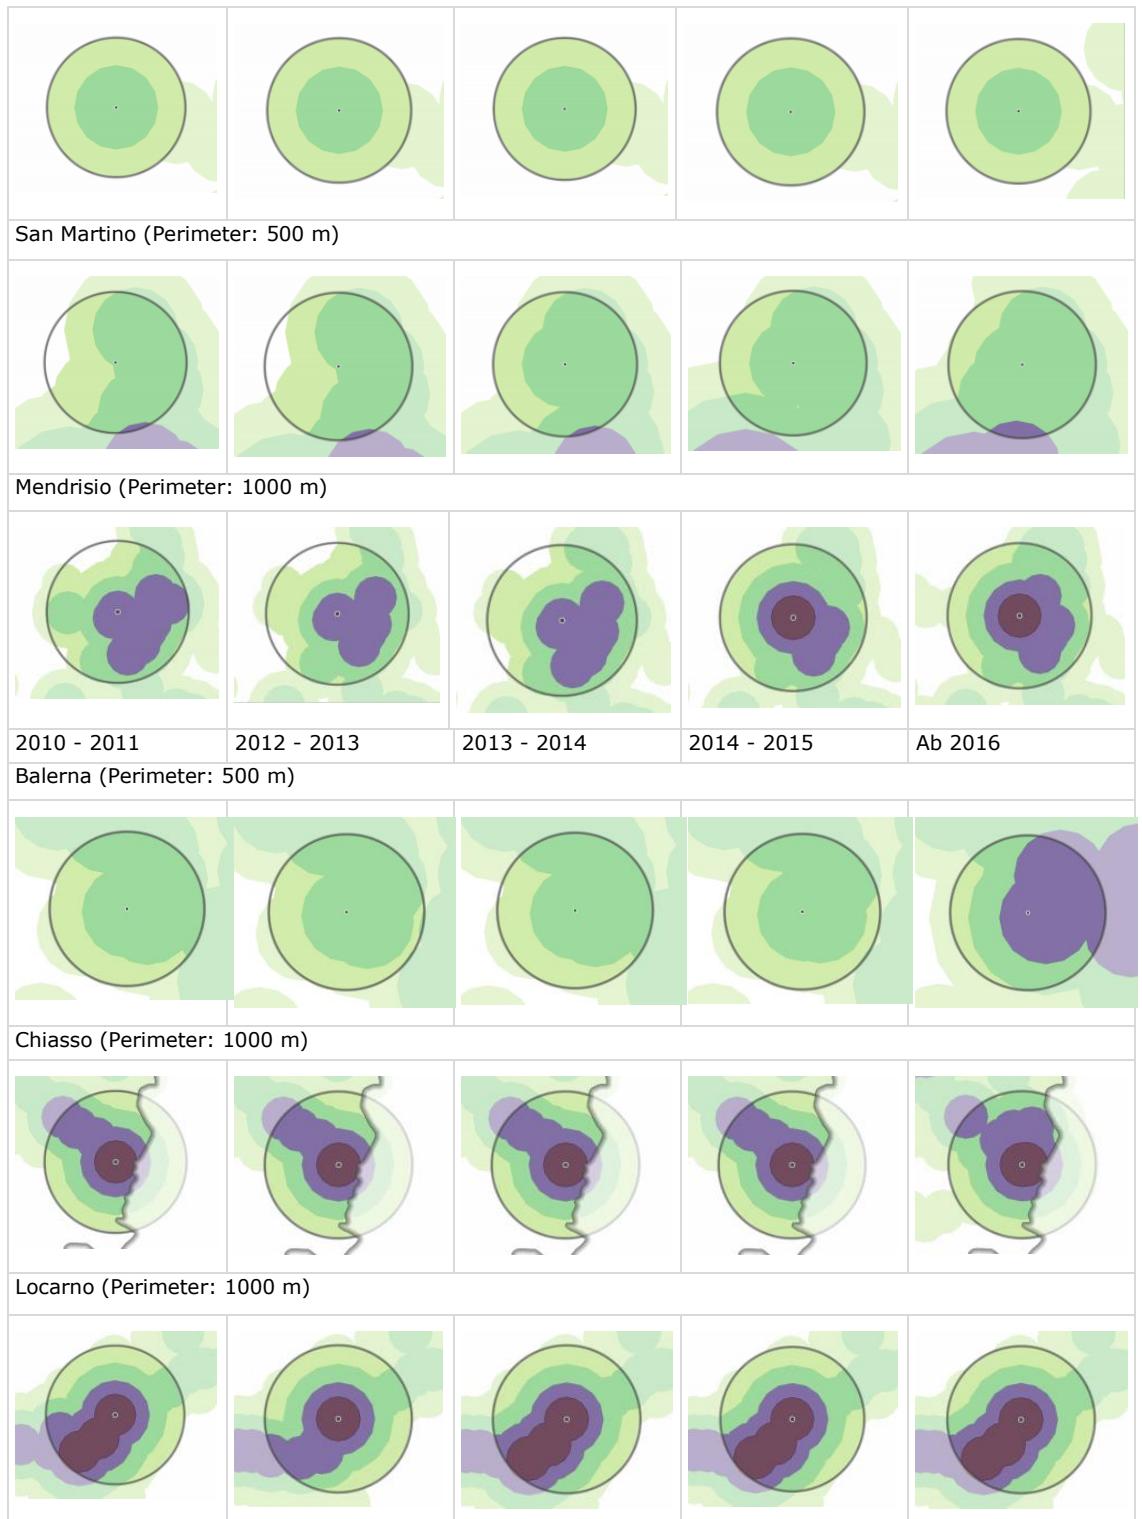 San Martino (Perimeter: 500 m)
Mendrisio (Perimeter: 1000 m)
2010 - 2011
2012 - 2013
2013 - 2014
2014 - 2015
Ab 2016
Balerna (Perimeter: 500 m)
Chiasso (Perimeter: 1000 m)
Locarno (Perimeter: 1000 m)